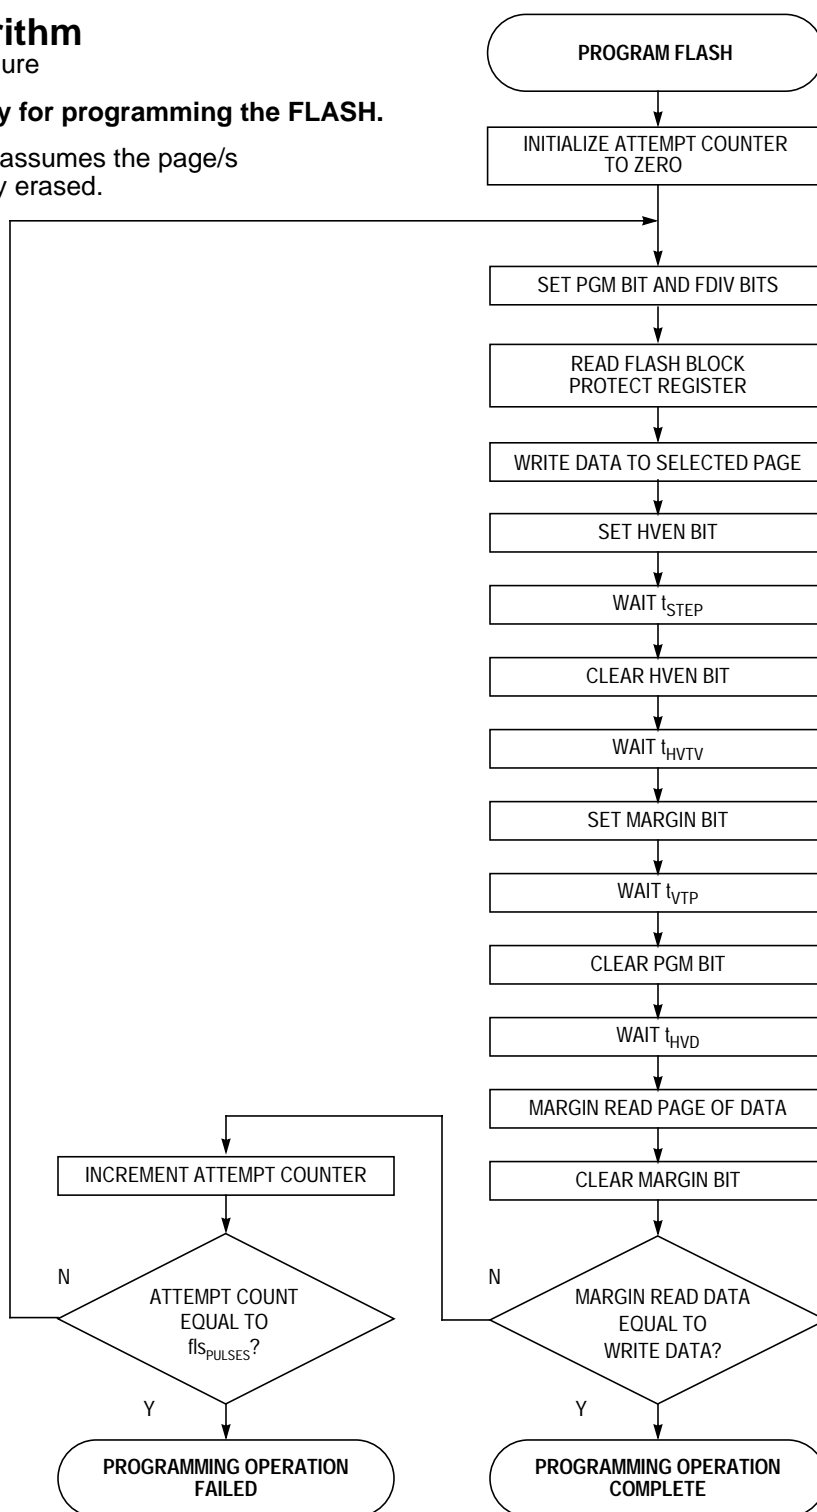 rithm
ure
y for programming the FLASH.
assumes the page/s
y erased.
PROGRAM FLASH
INITIALIZE ATTEMPT COUNTER
TO ZERO
SET PGM BIT AND FDIV BITS
READ FLASH BLOCK
PROTECT REGISTER
WRITE DATA TO SELECTED PAGE
SET HVEN BIT
WAIT tSTEP
CLEAR HVEN BIT
WAIT tHVTV
SET MARGIN BIT
WAIT tVTP
CLEAR PGM BIT
WAIT tHVD
MARGIN READ PAGE OF DATA
CLEAR MARGIN BIT
N
MARGIN READ DATA
EQUAL TO
WRITE DATA?
Y
PROGRAMMING OPERATION
COMPLETE
INCREMENT ATTEMPT COUNTER
N
ATTEMPT COUNT
EQUAL TO
flsPULSES?
Y
PROGRAMMING OPERATION
FAILED